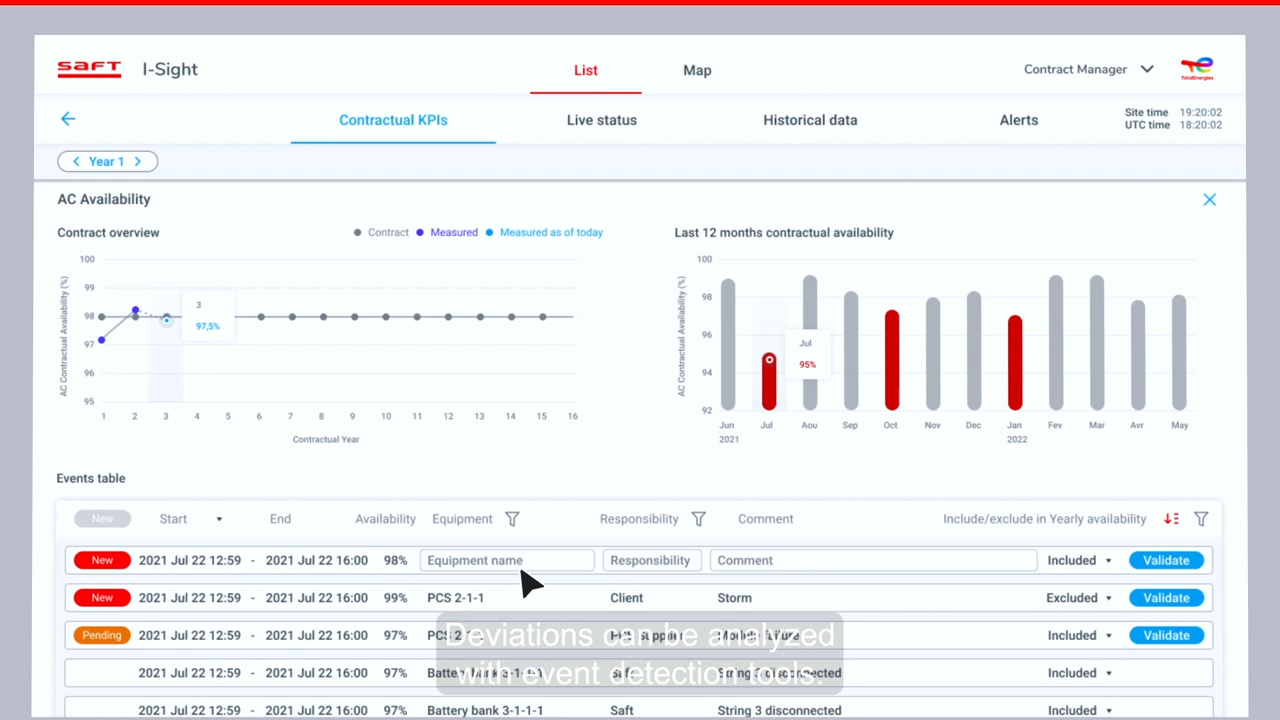 saft I-Sight List Map Contract Manager TotalEnergies
Contractual KPIs Live status Historical data Alerts Site time 19:20:02
UTC time 18:20:02
Year 1
AC Availability
Contract overview Contract Measured Measured as of today
AC Contractual Availability (%)
100
99
98
97
96
95
3
97,5%
1 2 3 4 5 6 7 8 9 10 11 12 13 14 15 16
Contractual Year
Last 12 months contractual availability
AC Contractual Availability (%)
100
98
96
94
92
Jul
95%
Jun Jul Aou Sep Oct Nov Dec Jan Fev Mar Avr May
2021 2022
Events table
New Start End Availability Equipment Responsibility Comment Include/exclude in Yearly availability
New 2021 Jul 22 12:59 - 2021 Jul 22 16:00 98% Equipment name Responsibility Comment Included Validate
New 2021 Jul 22 12:59 - 2021 Jul 22 16:00 99% PCS 2-1-1 Client Storm Excluded Validate
Pending 2021 Jul 22 12:59 - 2021 Jul 22 16:00 97% Included Validate
2021 Jul 22 12:59 - 2021 Jul 22 16:00 97% Battery bank 3-1-1-1 String 3 disconnected Included
2021 Jul 22 12:59 - 2021 Jul 22 16:00 97% Battery bank 3-1-1-1 Saft String 3 disconnected Included
Deviations can be analyzed
with event detection tools.